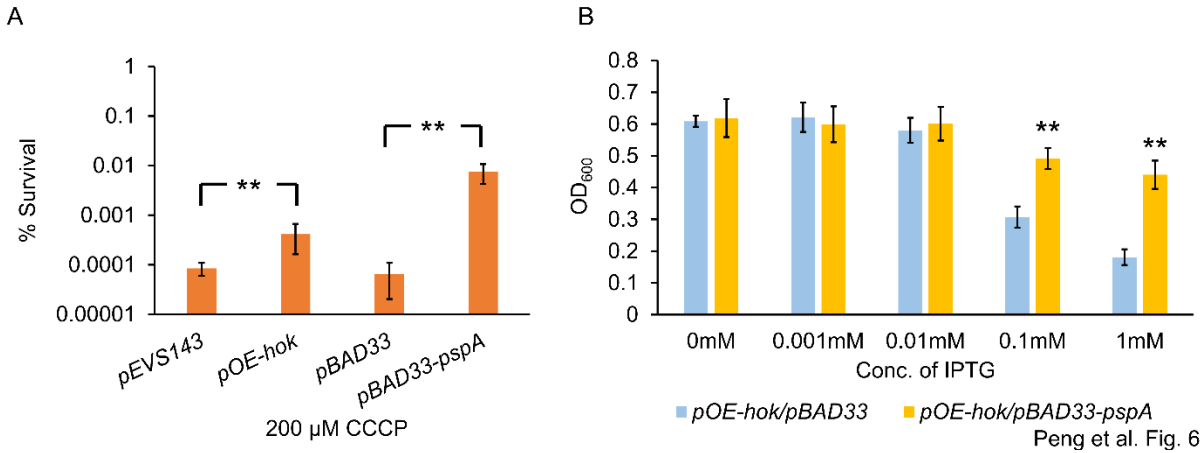 A
% Survival
1
0.1
0.01
0.001
0.0001
0.00001
**
**
pEVS143
pOE-hok
pBAD33
pBAD33-pspA
200 µM CCCP
B
OD600
0.8
0.7
0.6
0.5
0.4
0.3
0.2
0.1
0
**
**
0mM 0.001mM 0.01mM 0.1mM 1mM
Conc. of IPTG
pOE-hok/pBAD33 pOE-hok/pBAD33-pspA
Peng et al. Fig. 6